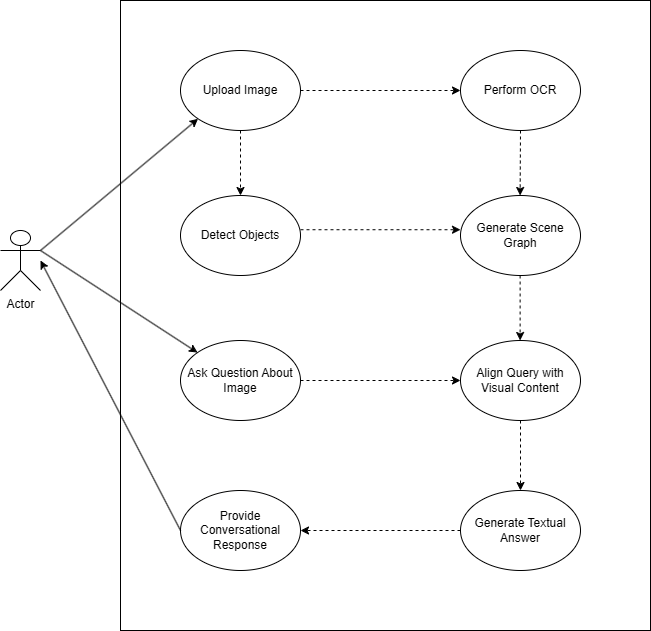 Upload Image
Perform OCR
Detect Objects
Generate Scene
Graph
Actor
Ask Question About
Image
Align Query with
Visual Content
Provide
Conversational
Response
Generate Textual
Answer